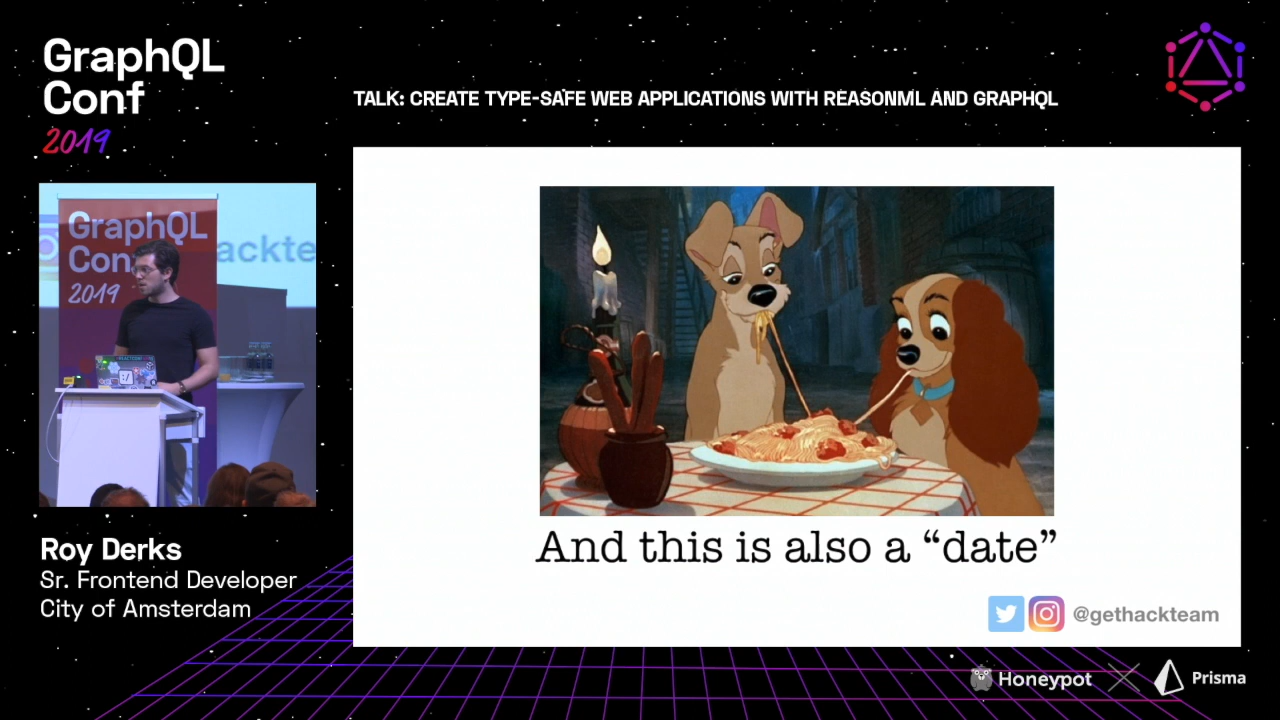 GraphQL
Conf
2019
TALK: CREATE TYPE-SAFE WEB APPLICATIONS WITH REASONML AND GRAPHQL
GraphQL
Con
2019
ackte
And this is also a “date”
@gethackteam
Roy Derks
Sr. Frontend Developer
City of Amsterdam
Honeypot
Prisma